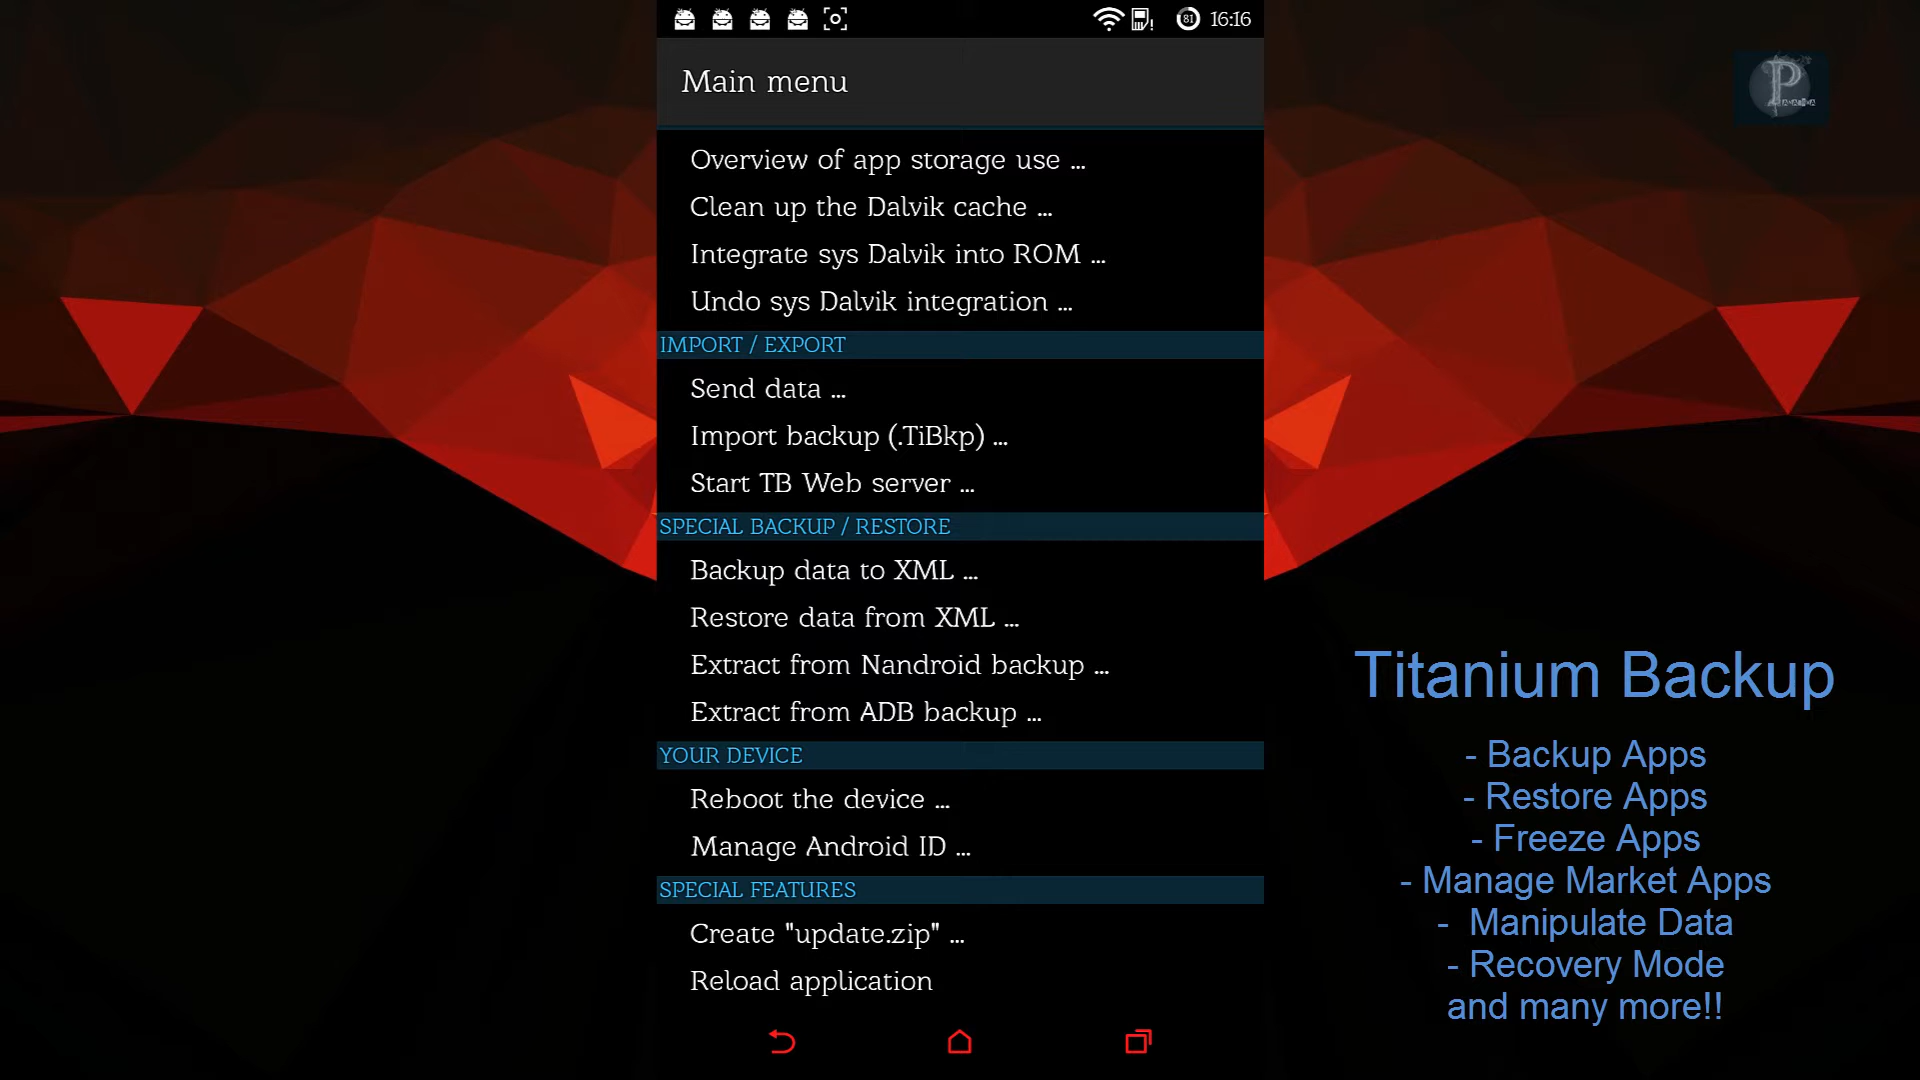 81 16:16
Main menu
Overview of app storage use ...
Clean up the Dalvik cache ...
Integrate sys Dalvik into ROM ...
Undo sys Dalvik integration ...
IMPORT / EXPORT
Send data ...
Import backup (.TiBkp) ...
Start TB Web server ...
SPECIAL BACKUP / RESTORE
Backup data to XML ...
Restore data from XML ...
Extract from Nandroid backup ...
Extract from ADB backup ...
YOUR DEVICE
Reboot the device ...
Manage Android ID ...
SPECIAL FEATURES
Create "update.zip" ...
Reload application
Titanium Backup
- Backup Apps
- Restore Apps
- Freeze Apps
- Manage Market Apps
- Manipulate Data
- Recovery Mode
and many more!!